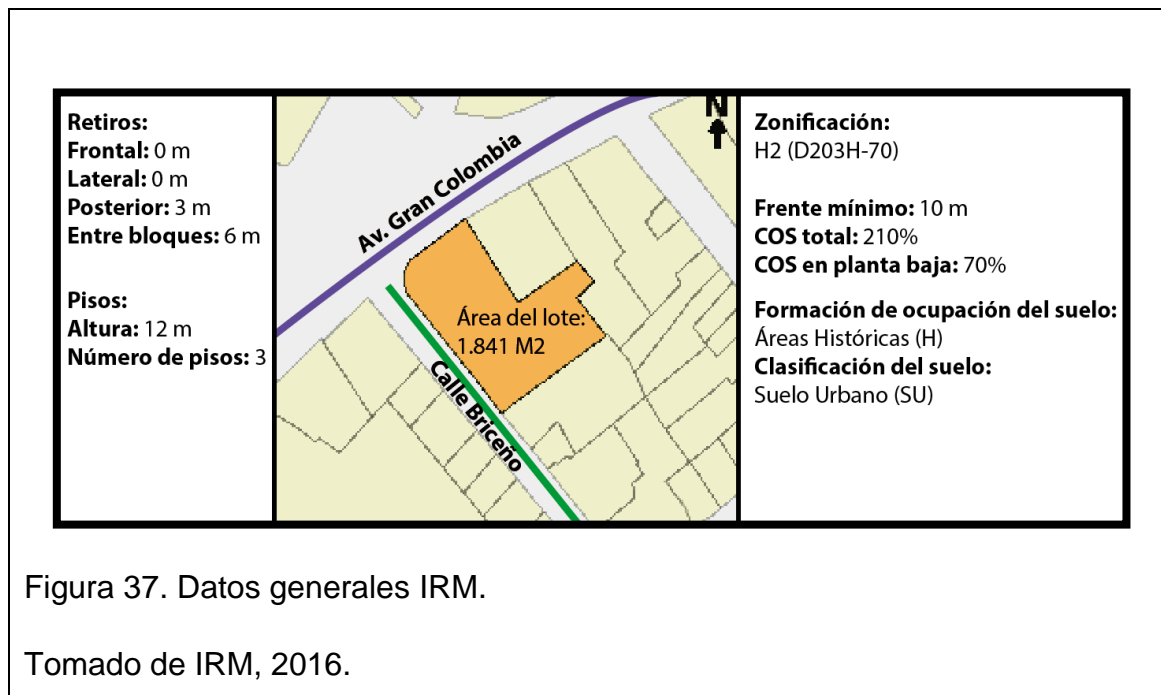 Retiros:
Frontal: 0 m
Lateral: 0 m
Posterior: 3 m
Entre bloques: 6 m
Pisos:
Altura: 12 m
Número de pisos: 3
N
Av. Gran Colombia
Área del lote:
1.841 M2
Calle Briceño
Zonificación:
H2 (D203H-70)
Frente mínimo: 10 m
COS total: 210%
COS en planta baja: 70%
Formación de ocupación del suelo:
Áreas Históricas (H)
Clasificación del suelo:
Suelo Urbano (SU)
Figura 37. Datos generales IRM.
Tomado de IRM, 2016.